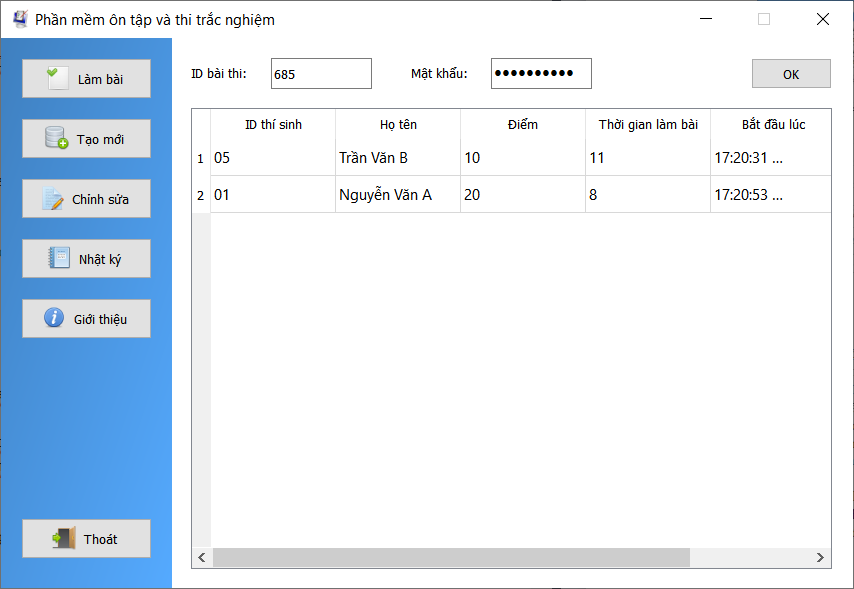 Phần mềm ôn tập và thi trắc nghiệm
Làm bài
Tạo mới
Chỉnh sửa
Nhật ký
Giới thiệu
Thoát
ID bài thi: 685 Mật khẩu: ●●●●●●●●●● OK
ID thí sinh Họ tên Điểm Thời gian làm bài Bắt đầu lúc
1 05 Trần Văn B 10 11 17:20:31 ...
2 01 Nguyễn Văn A 20 8 17:20:53 ...